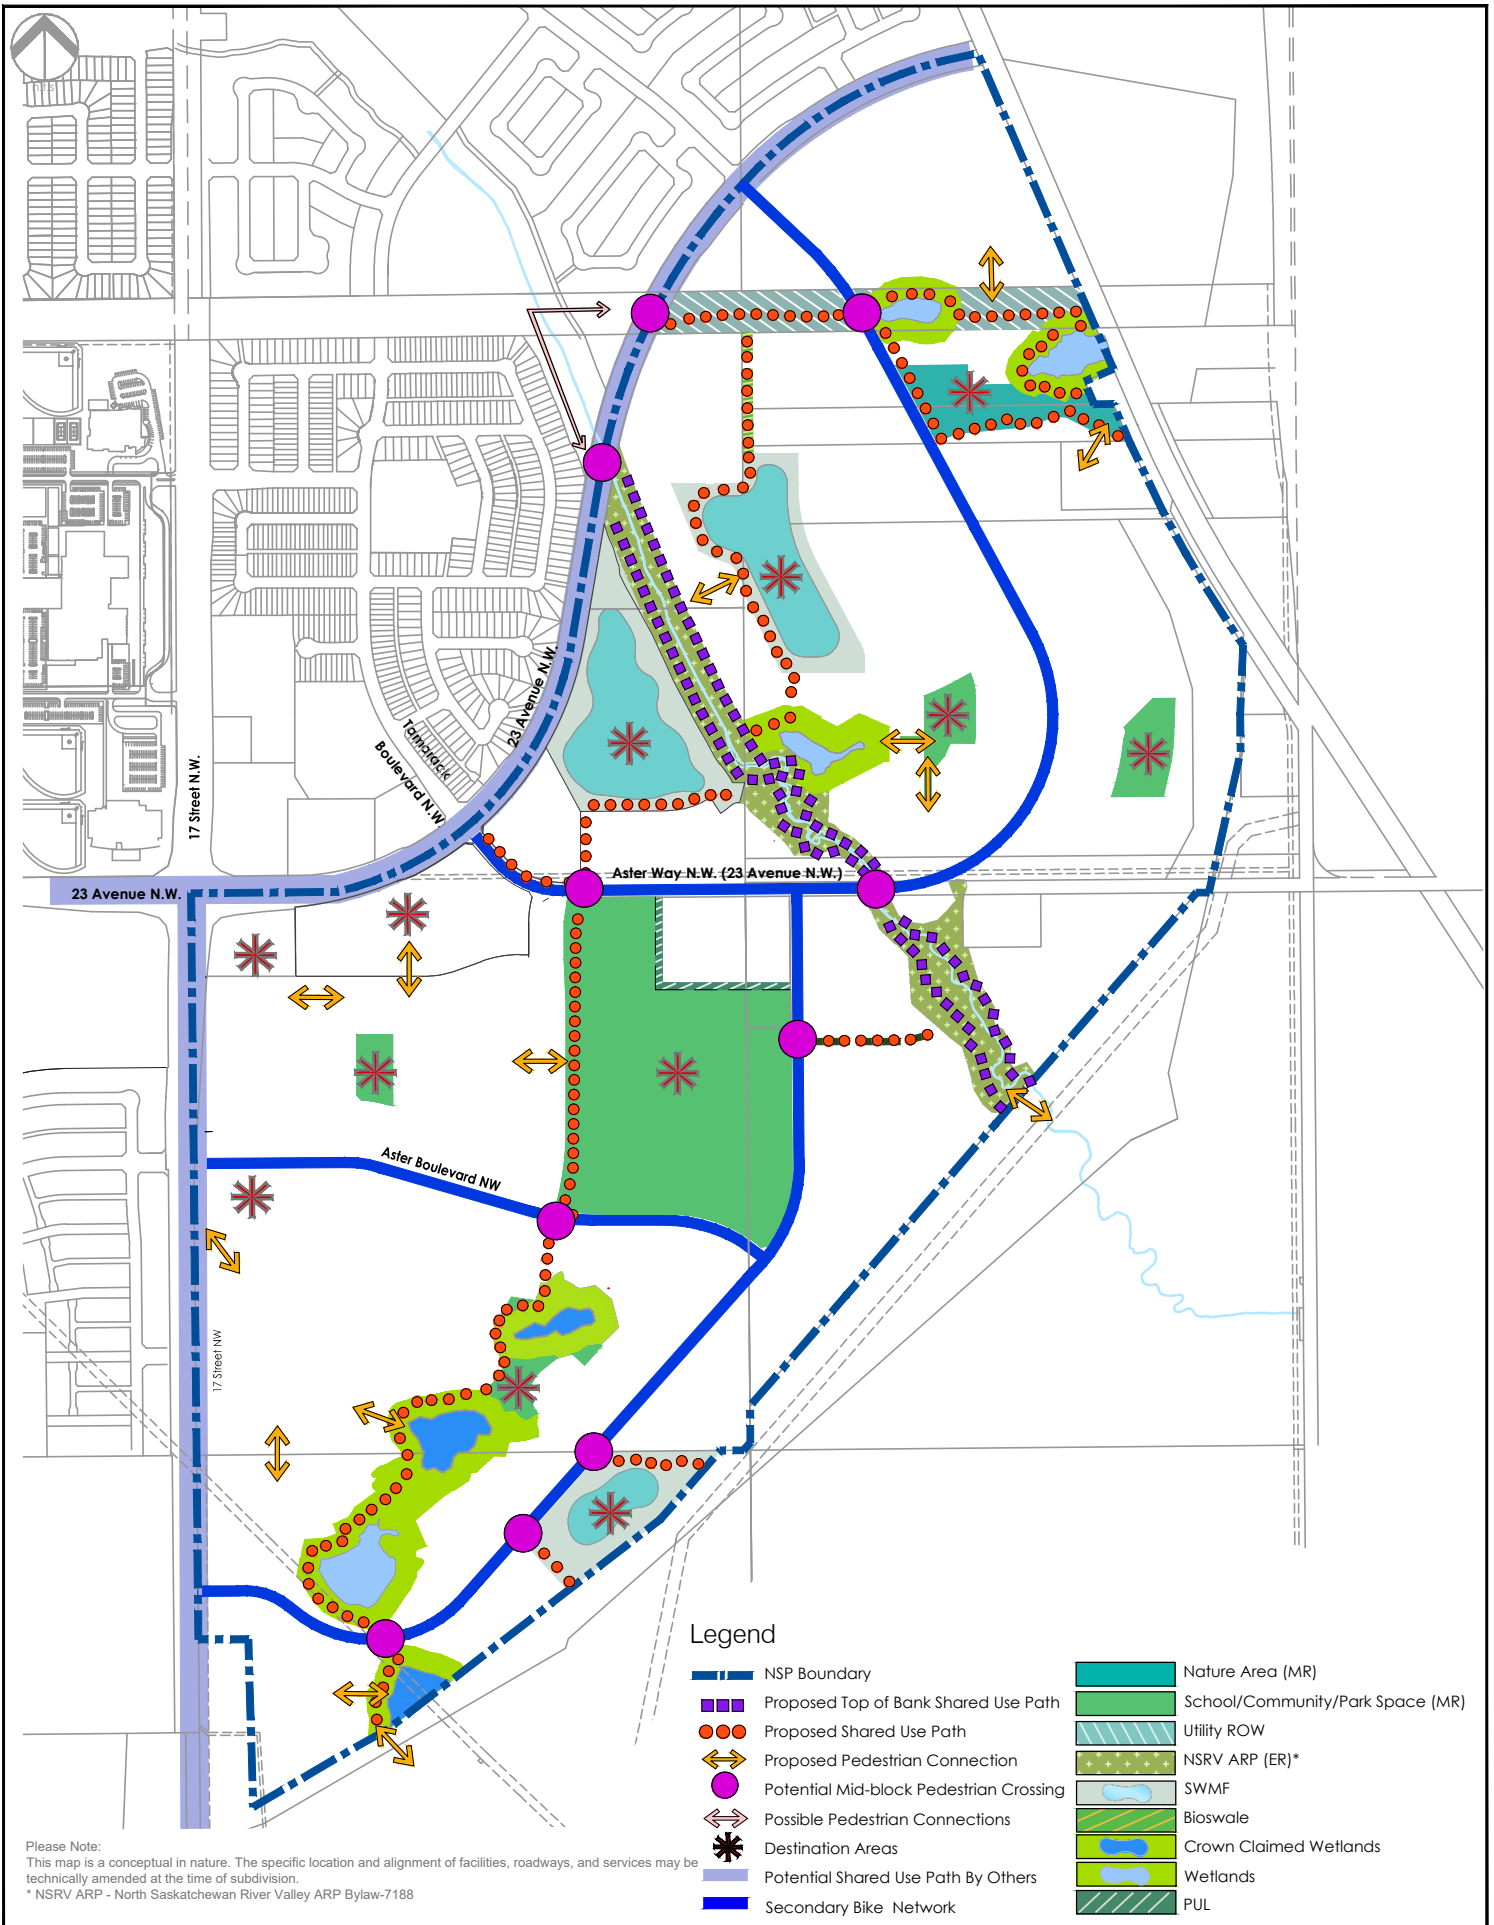 n.t.s
23 Avenue N.W.
Tamarack
Boulevard N.W
17 Street N.W.
23 Avenue N.W.
Aster Way N.W. (23 Avenue N.W.)
Aster Boulevard NW
17 Street NW
Legend
NSP Boundary
Proposed Top of Bank Shared Use Path
Proposed Shared Use Path
Proposed Pedestrian Connection
Potential Mid-block Pedestrian Crossing
Possible Pedestrian Connections
Destination Areas
Potential Shared Use Path By Others
Secondary Bike Network
Nature Area (MR)
School/Community/Park Space (MR)
Utility ROW
NSRV ARP (ER)*
SWMF
Bioswale
Crown Claimed Wetlands
Wetlands
PUL
Please Note:
This map is a conceptual in nature. The specific location and alignment of facilities, roadways, and services may be
technically amended at the time of subdivision.
* NSRV ARP - North Saskatchewan River Valley ARP Bylaw-7188